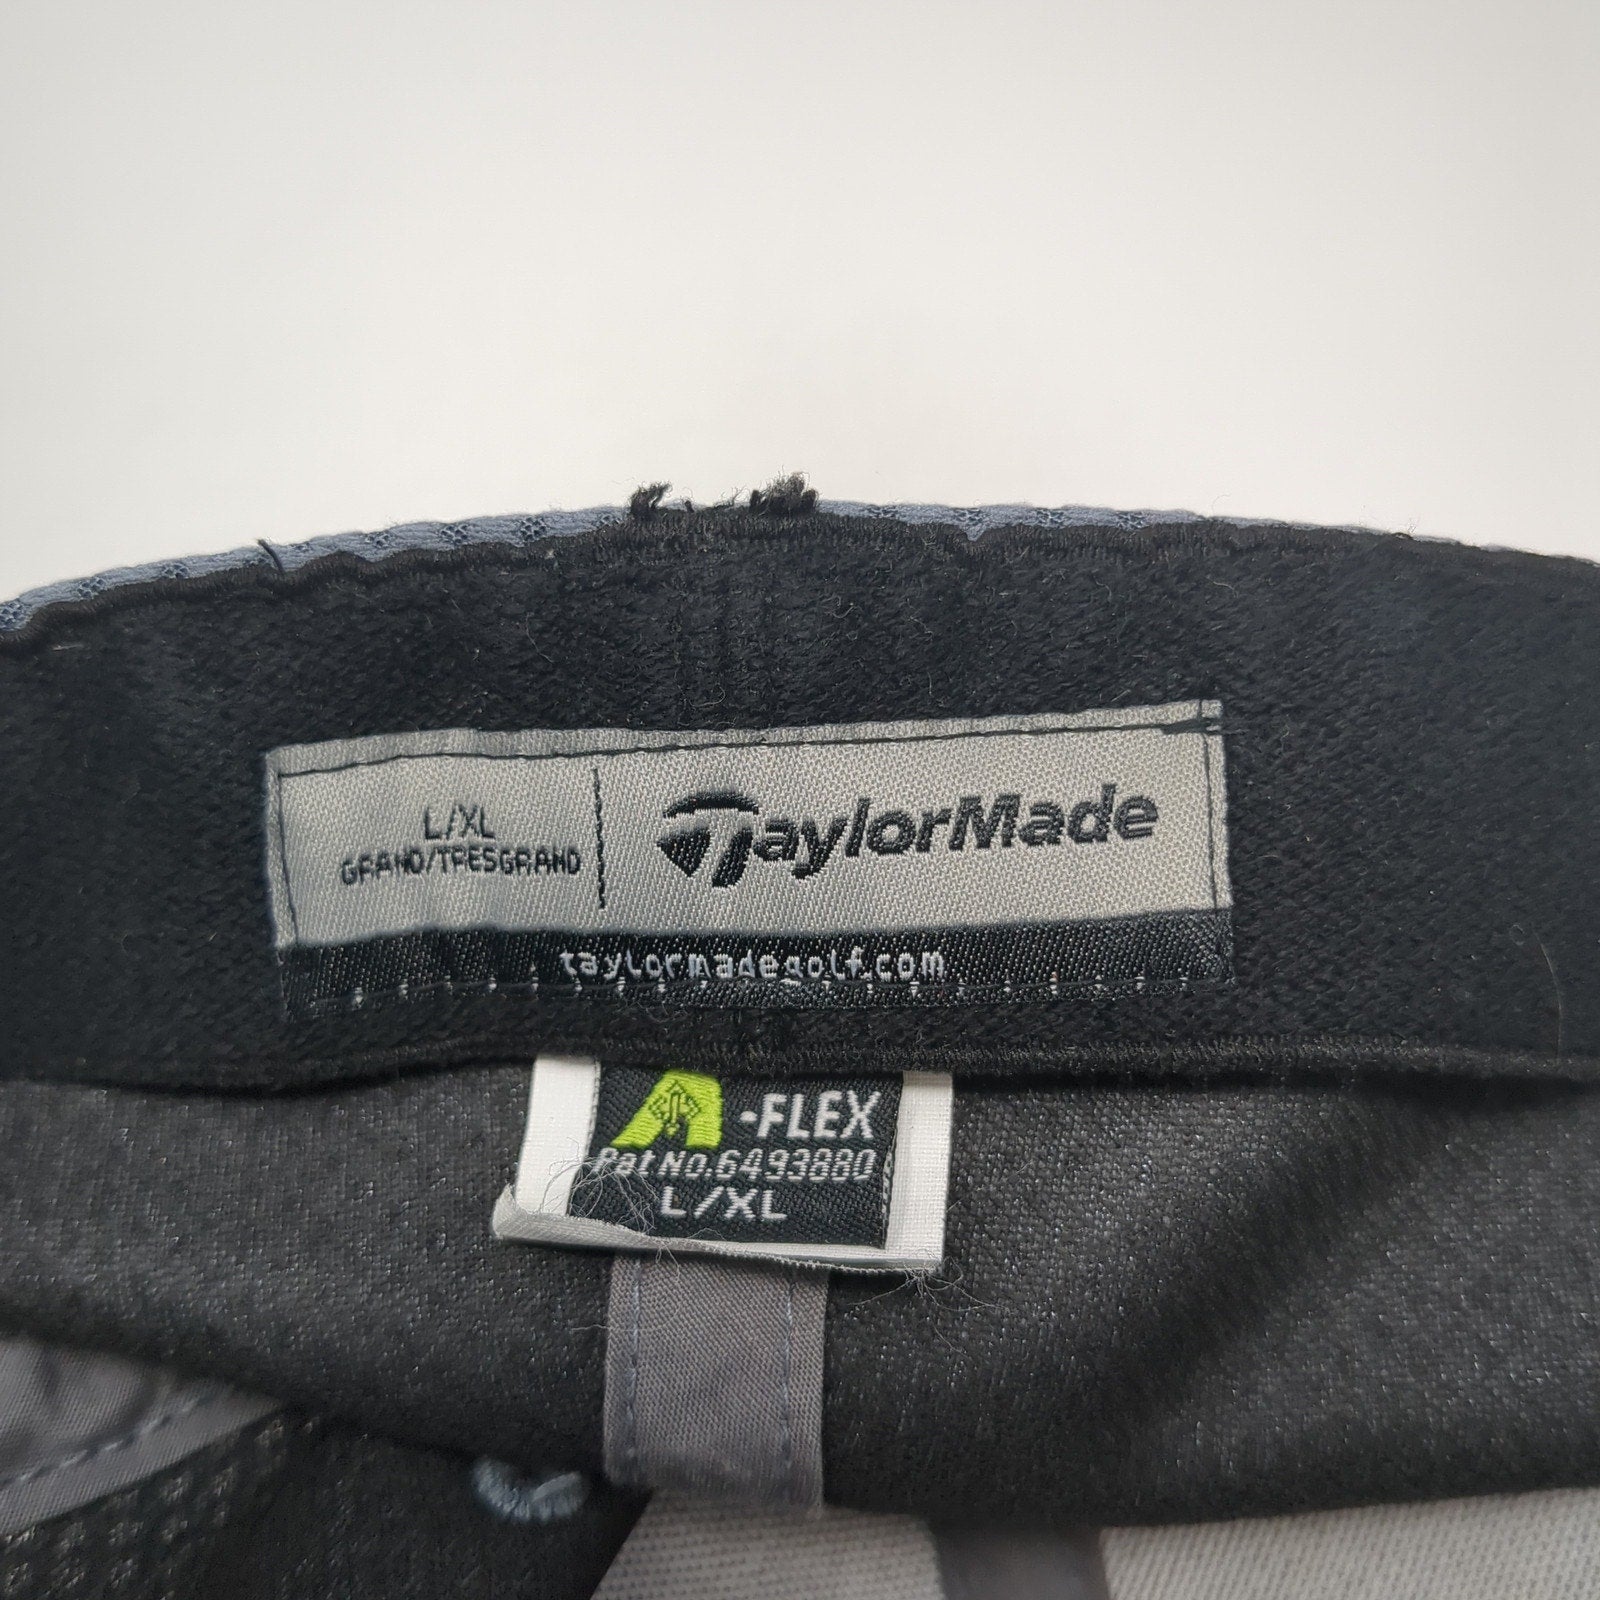 L/XL
GRAND/TRESGRAND
TaylorMade
taylormadegolf.com
A-FLEX
Pat No.6493880
L/XL